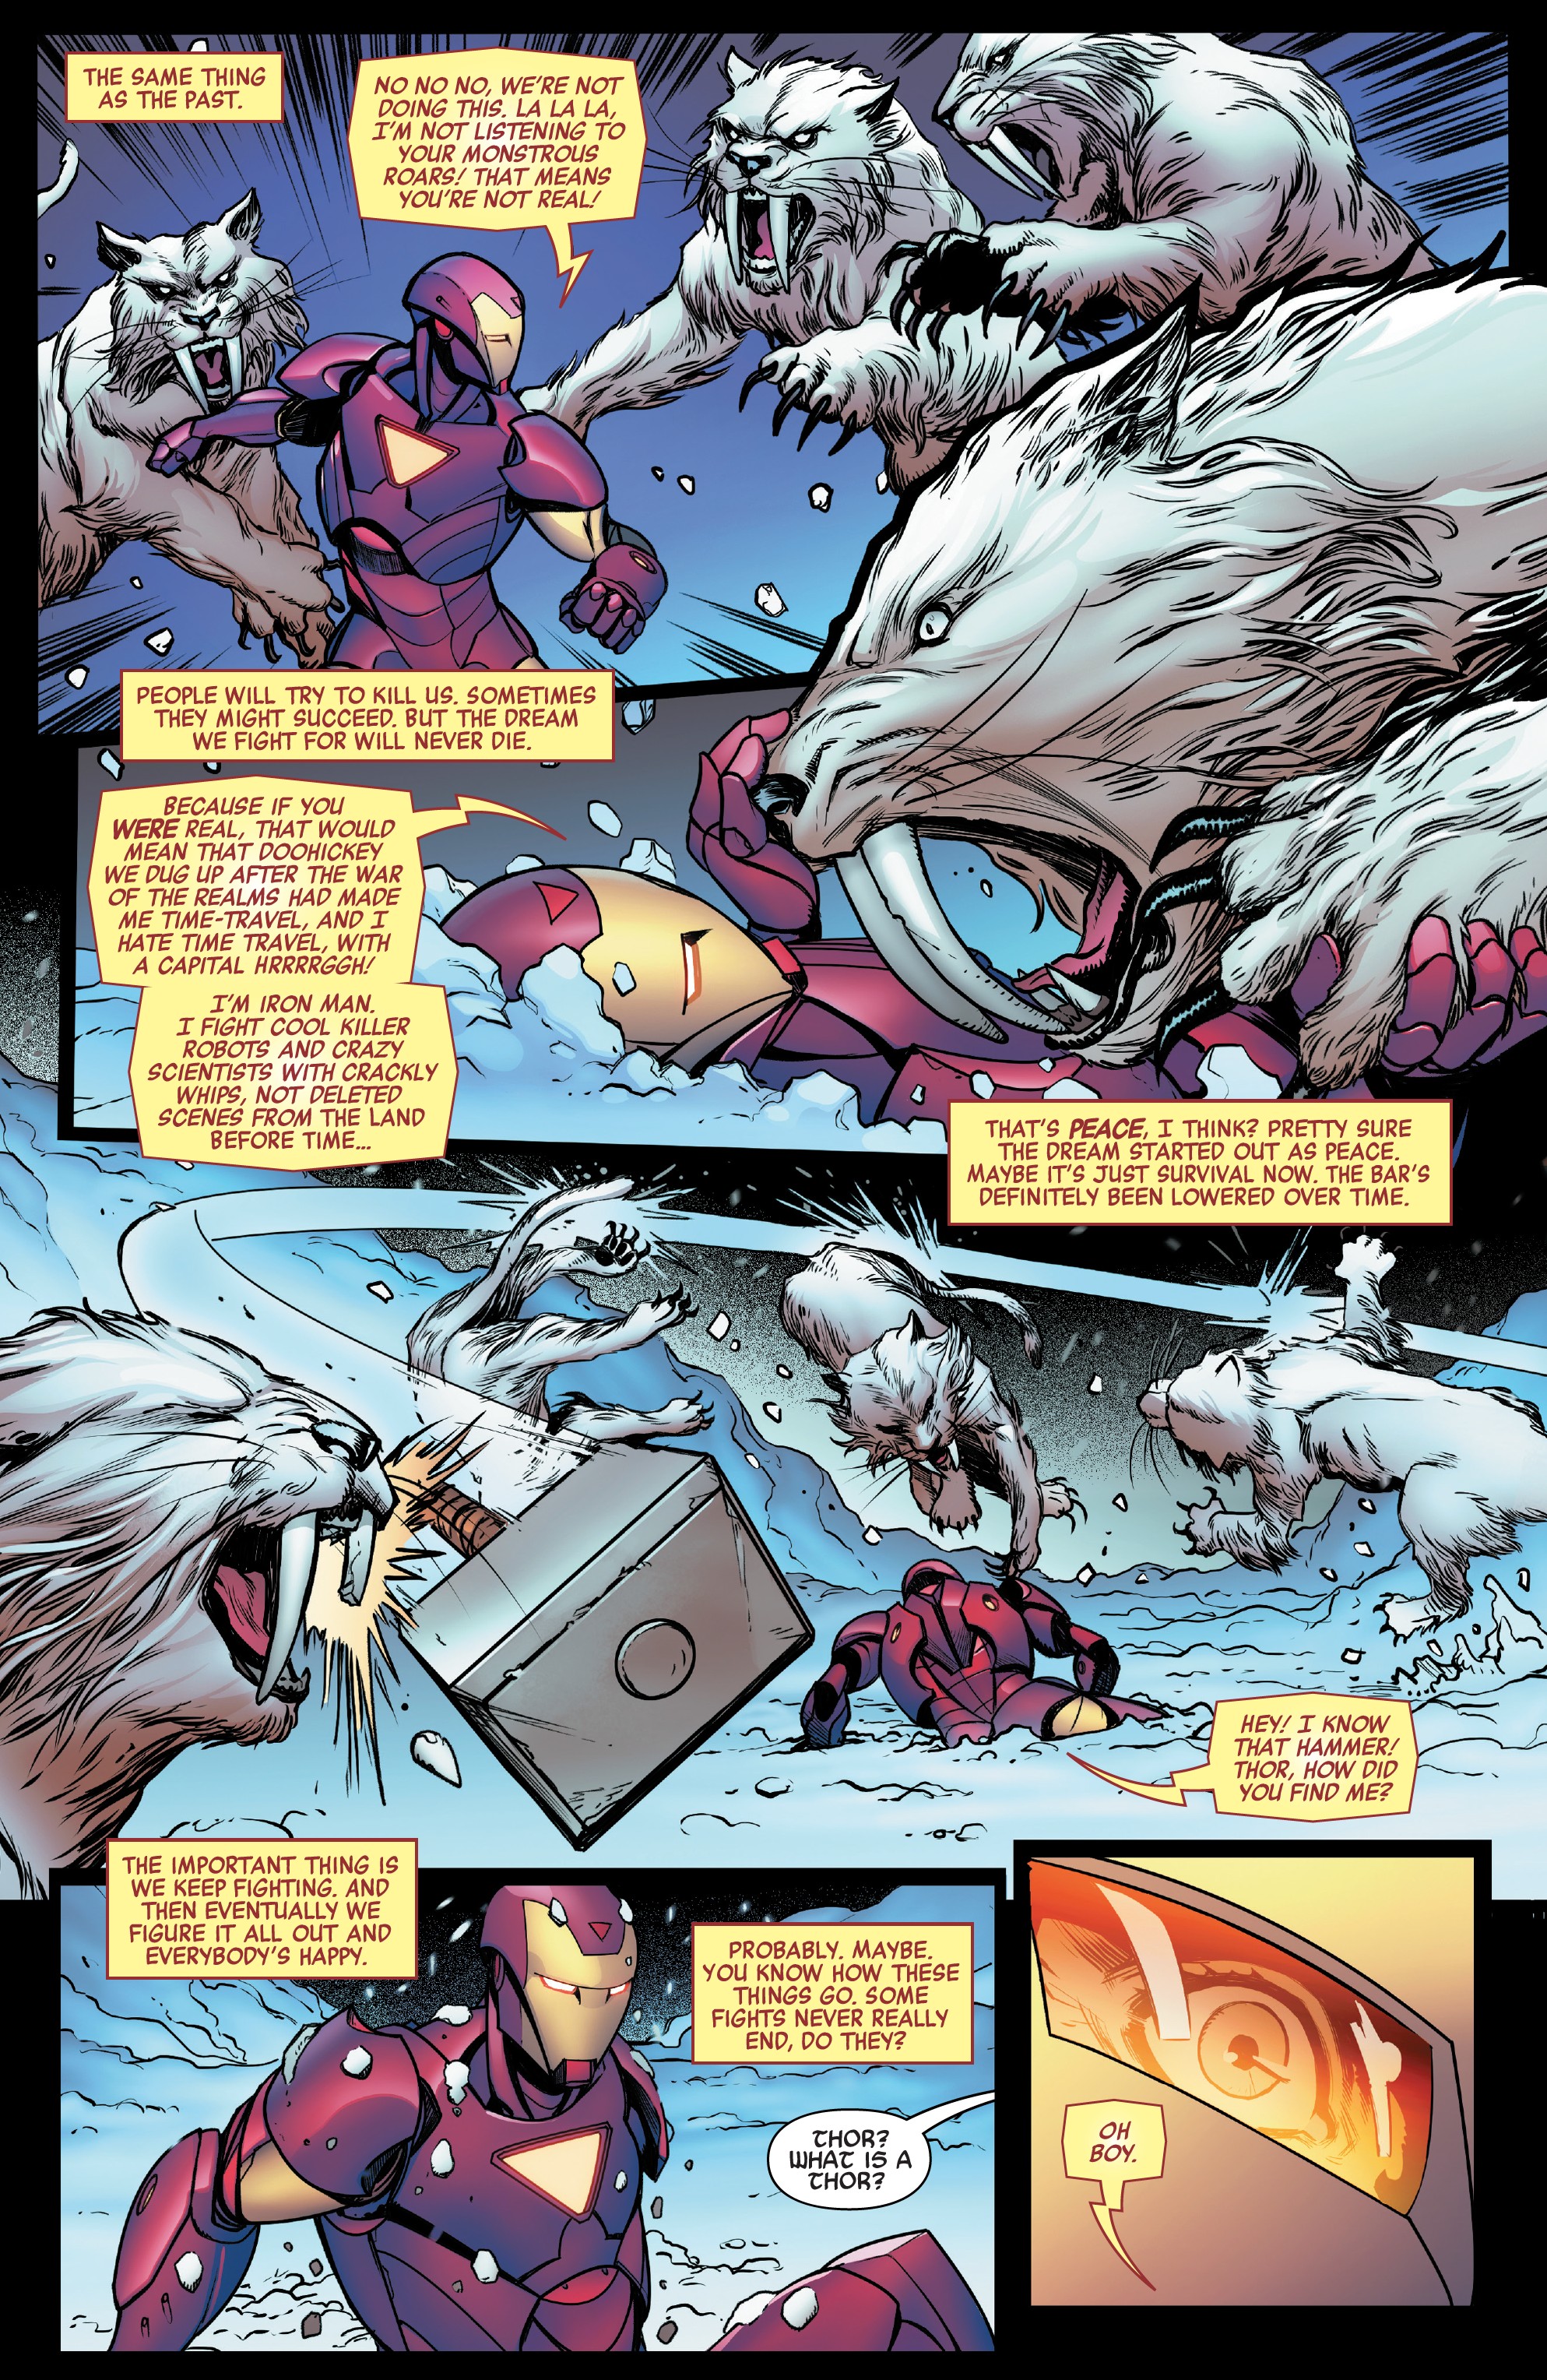 THE SAME THING
AS THE PAST.
NO NO NO, WE'RE NOT
DOING THIS. LA LA LA,
I'M NOT LISTENING TO
YOUR MONSTROUS
ROARS! THAT MEANS
YOU'RE NOT REAL!
PEOPLE WILL TRY TO KILL US. SOMETIMES
THEY MIGHT SUCCEED. BUT THE DREAM
WE FIGHT FOR WILL NEVER DIE.
BECAUSE IF YOU
WERE REAL, THAT WOULD
MEAN THAT DOOHICKEY
WE DUG UP AFTER THE WAR
OF THE REALMS HAD MADE
ME TIME-TRAVEL, AND I
HATE TIME TRAVEL, WITH
A CAPITAL HRRRRGGH!
I'M IRON MAN.
I FIGHT COOL KILLER
ROBOTS AND CRAZY
SCIENTISTS WITH CRACKLY
WHIPS, NOT DELETED
SCENES FROM THE LAND
BEFORE TIME...
THAT'S PEACE, I THINK? PRETTY SURE
THE DREAM STARTED OUT AS PEACE.
MAYBE IT'S JUST SURVIVAL NOW. THE BAR'S
DEFINITELY BEEN LOWERED OVER TIME.
HEY! I KNOW
THAT HAMMER!
THOR, HOW DID
YOU FIND ME?
THE IMPORTANT THING IS
WE KEEP FIGHTING. AND
THEN EVENTUALLY WE
FIGURE IT ALL OUT AND
EVERYBODY'S HAPPY.
PROBABLY. MAYBE.
YOU KNOW HOW THESE
THINGS GO. SOME
FIGHTS NEVER REALLY
END, DO THEY?
THOR?
WHAT IS A
THOR?
OH
BOY.